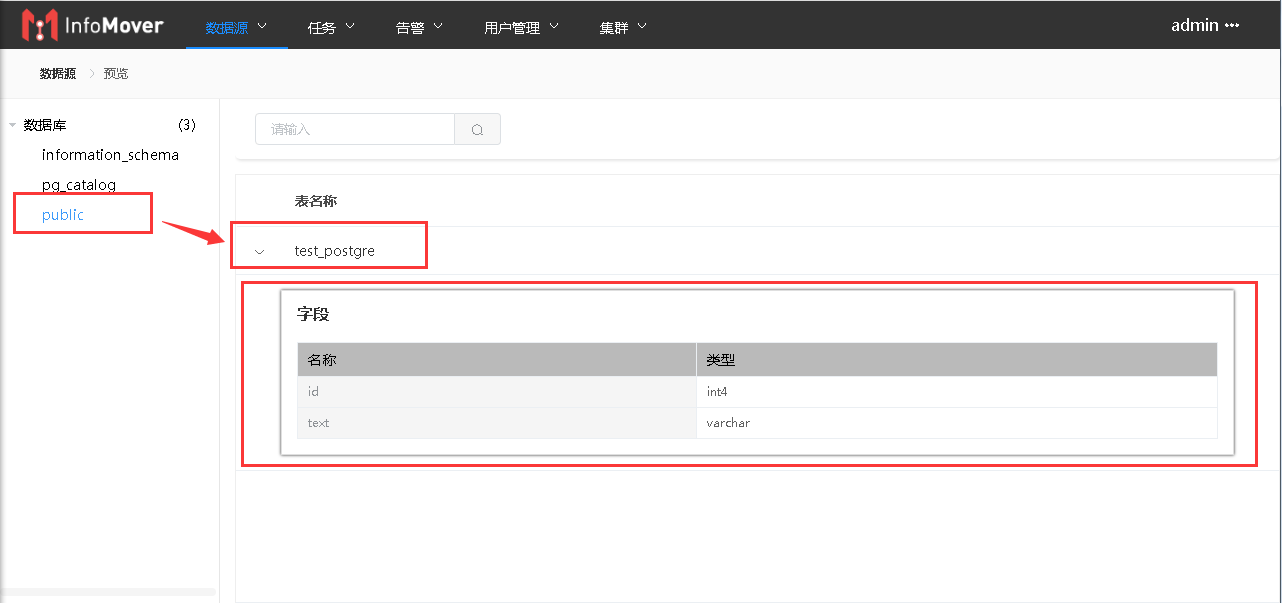 InfoMover 数据源 任务 告警 用户管理 集群 admin •••
数据源 预览
数据库 (3)
information_schema
pg_catalog
public
请输入
表名称
test_postgre
字段
名称 类型
id int4
text varchar